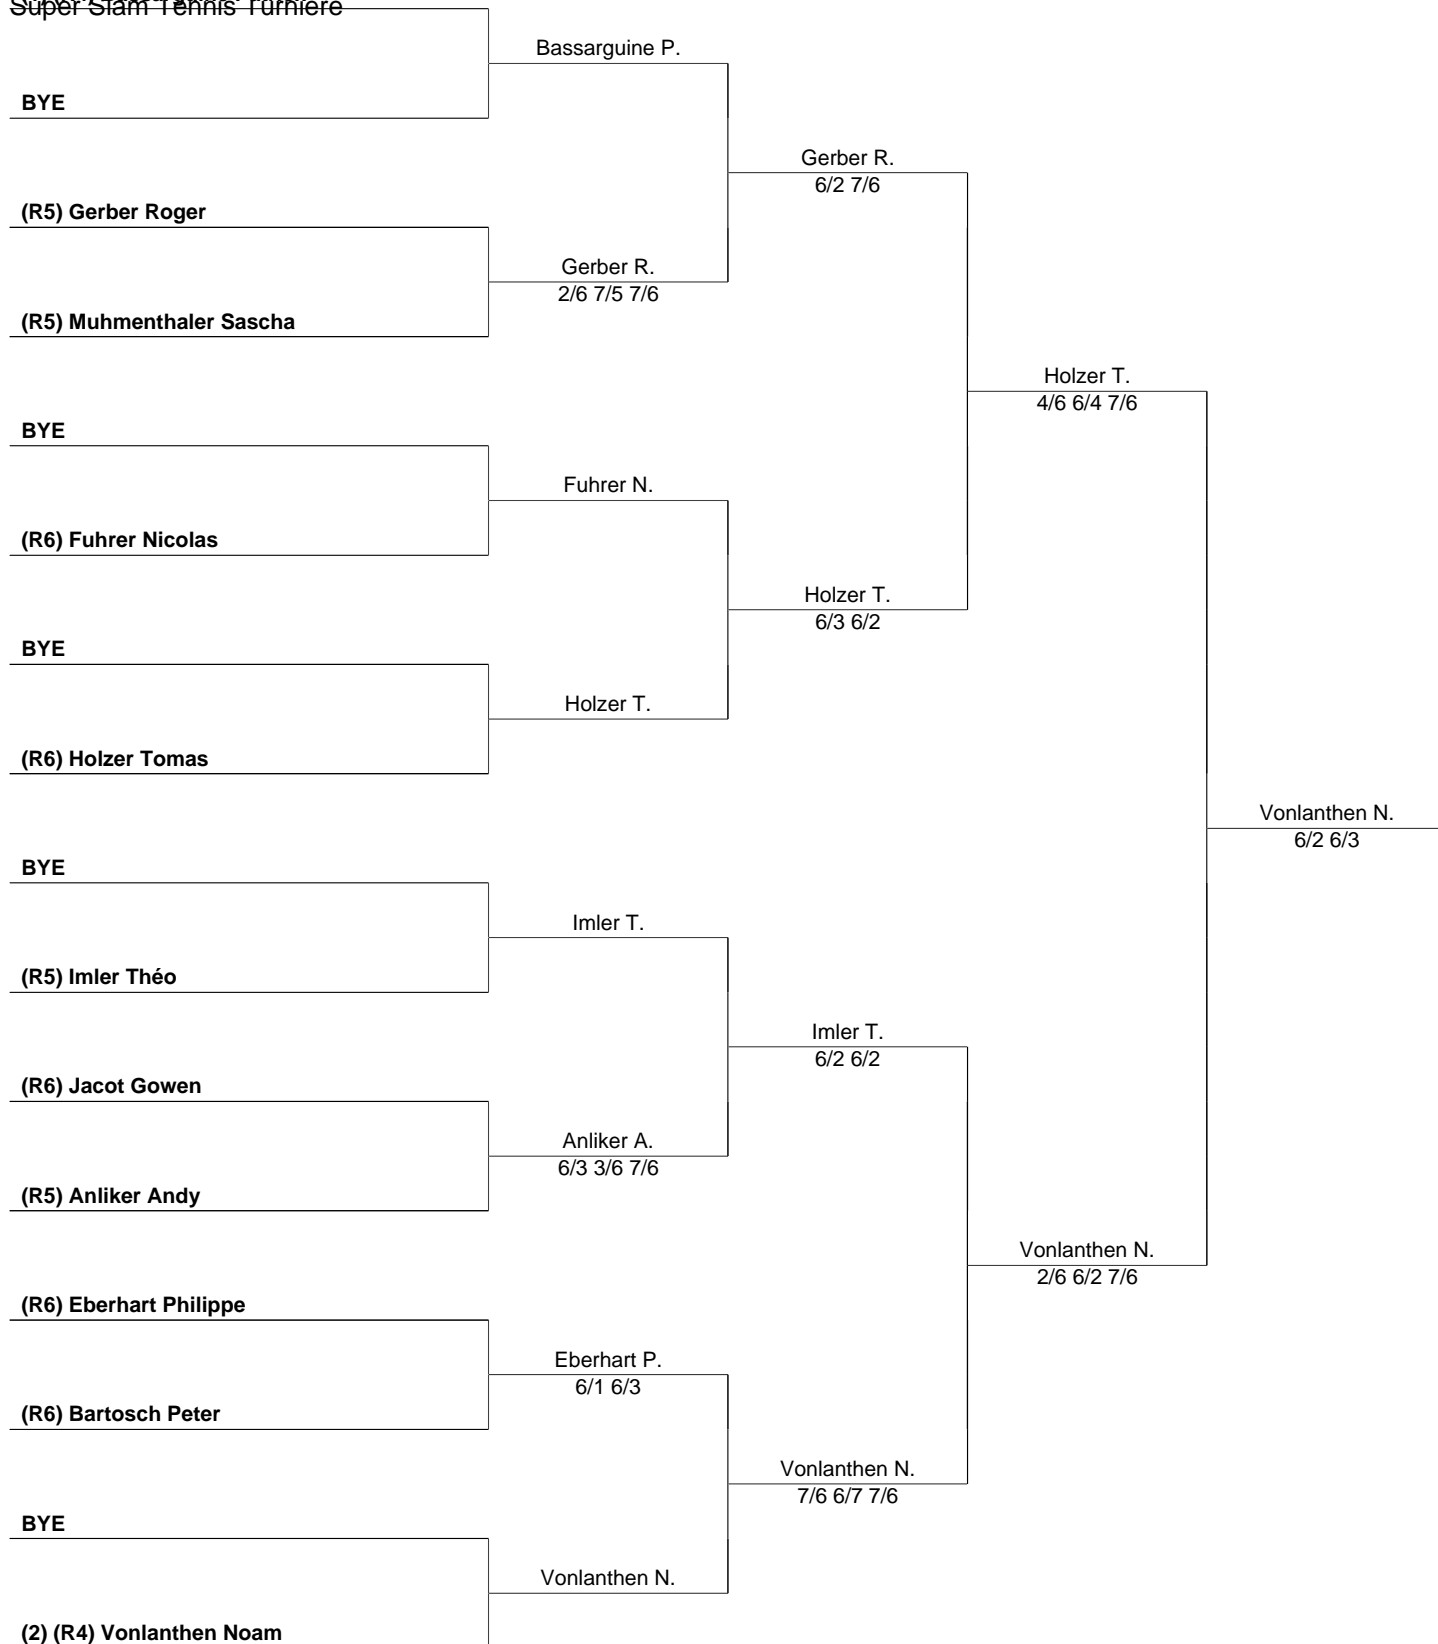 Super Slam Tennis Turniere
Bassarguine P.
BYE
Gerber R.
6/2 7/6
(R5) Gerber Roger
Gerber R.
2/6 7/5 7/6
(R5) Muhmenthaler Sascha
Holzer T.
4/6 6/4 7/6
BYE
Fuhrer N.
(R6) Fuhrer Nicolas
Holzer T.
6/3 6/2
BYE
Holzer T.
(R6) Holzer Tomas
Vonlanthen N.
6/2 6/3
BYE
Imler T.
(R5) Imler Théo
Imler T.
6/2 6/2
(R6) Jacot Gowen
Anliker A.
6/3 3/6 7/6
(R5) Anliker Andy
Vonlanthen N.
2/6 6/2 7/6
(R6) Eberhart Philippe
Eberhart P.
6/1 6/3
(R6) Bartosch Peter
Vonlanthen N.
7/6 6/7 7/6
BYE
Vonlanthen N.
(2) (R4) Vonlanthen Noam